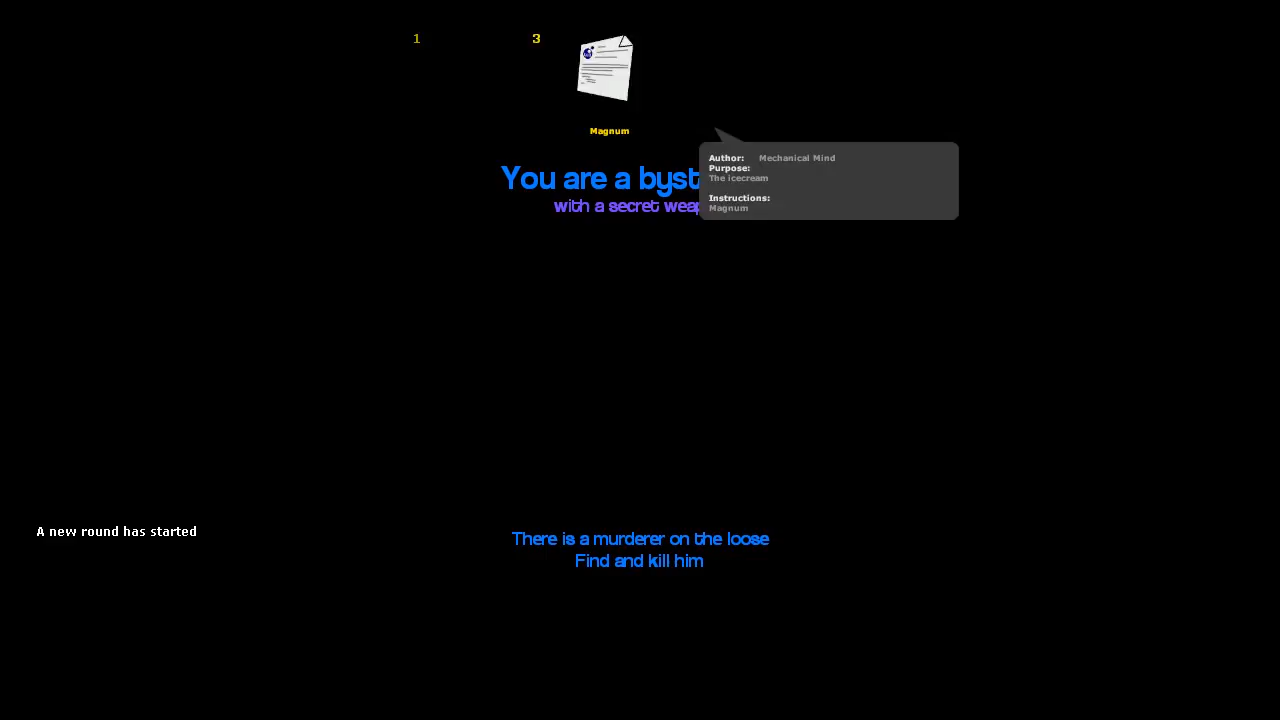 1 3
Magnum
Author: Mechanical Mind
Purpose:
The icecream
Instructions:
Magnum
You are a byst
with a secret weap
A new round has started
There is a murderer on the loose
Find and kill him